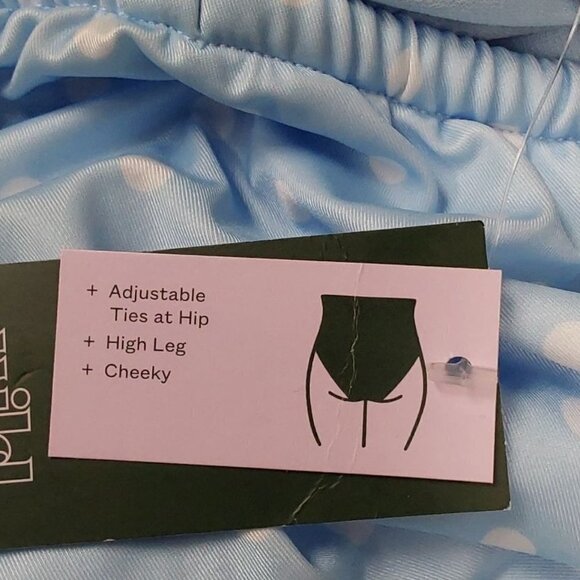 + Adjustable
Ties at Hip
+ High Leg
+ Cheeky